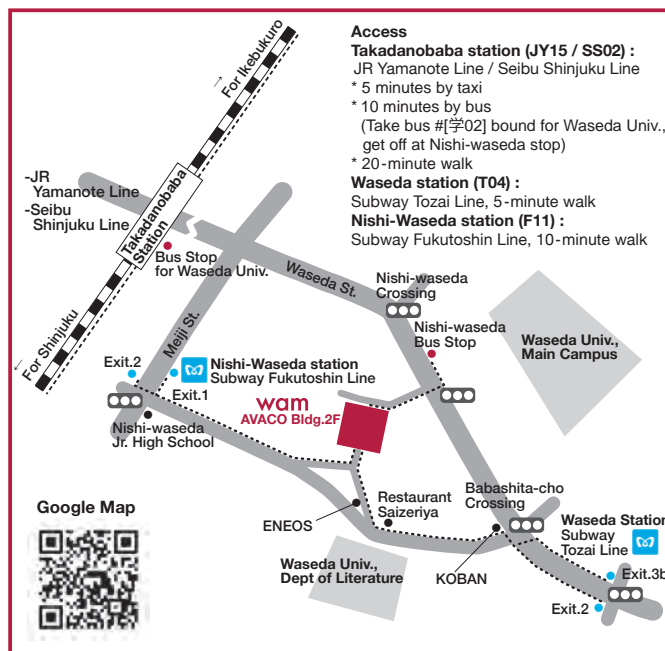 Access
Takadanobaba station (JY15 / SS02) :
JR Yamanote Line / Seibu Shinjuku Line
* 5 minutes by taxi
* 10 minutes by bus
(Take bus #[学02] bound for Waseda Univ.,
get off at Nishi-waseda stop)
* 20-minute walk
Waseda station (T04) :
Subway Tozai Line, 5-minute walk
Nishi-Waseda station (F11) :
Subway Fukutoshin Line, 10-minute walk
For Ikebukuro
→
-JR
Yamanote Line
-Seibu
Shinjuku Line
Takadanobaba
Station
Bus Stop
for Waseda Univ.
Waseda St.
Meiji St.
For Shinjuku
←
Nishi-waseda
Crossing
Nishi-waseda
Bus Stop
Waseda Univ.,
Main Campus
Exit.2
Nishi-Waseda station
Subway Fukutoshin Line
Exit.1
Nishi-waseda
Jr. High School
wam
AVACO Bldg.2F
Google Map
ENEOS
Restaurant
Saizeriya
Babashita-cho
Crossing
Waseda Station
Subway
Tozai Line
Waseda Univ.,
Dept of Literature
KOBAN
Exit.3b
Exit.2